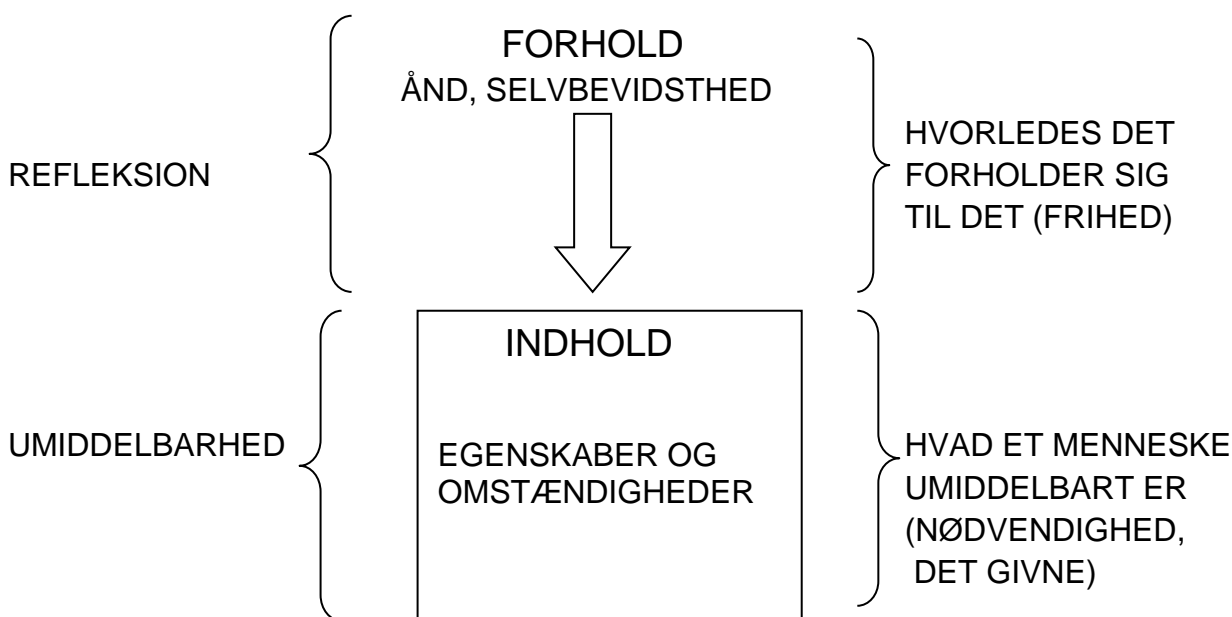 FORHOLD
ÅND, SELVBEVIDSTHED
REFLEKSION
HVORLEDES DET
FORHOLDER SIG
TIL DET (FRIHED)
INDHOLD
UMIDDELBARHED
EGENSKABER OG
OMSTÆNDIGHEDER
HVAD ET MENNESKE
UMIDDELBART ER
(NØDVENDIGHED,
DET GIVNE)